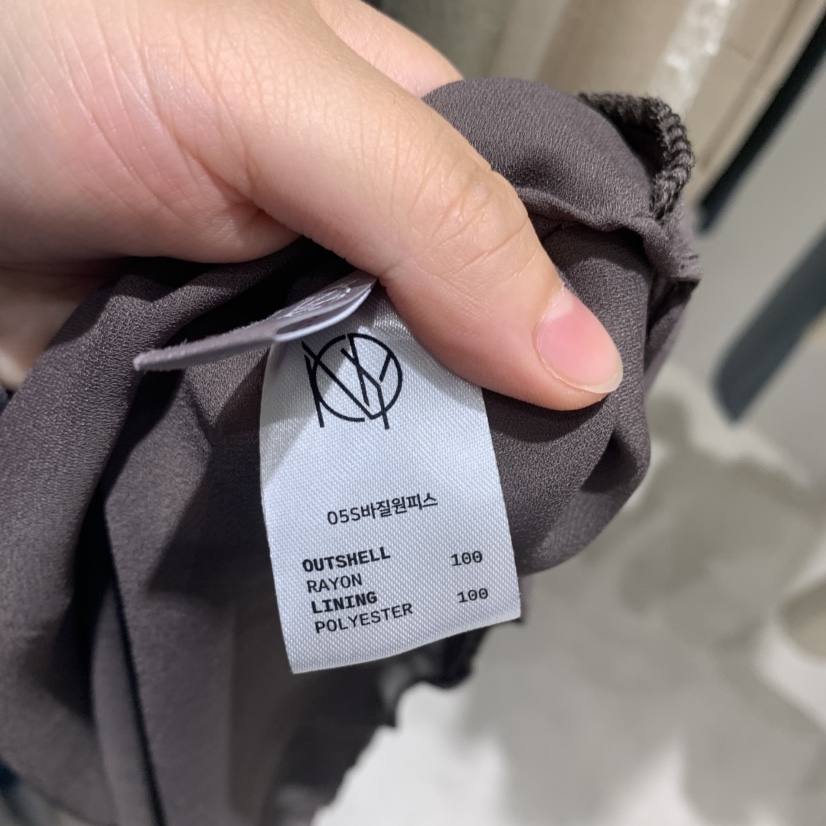 05S바질원피스
OUTSHELL
RAYON 100
LINING
POLYESTER 100